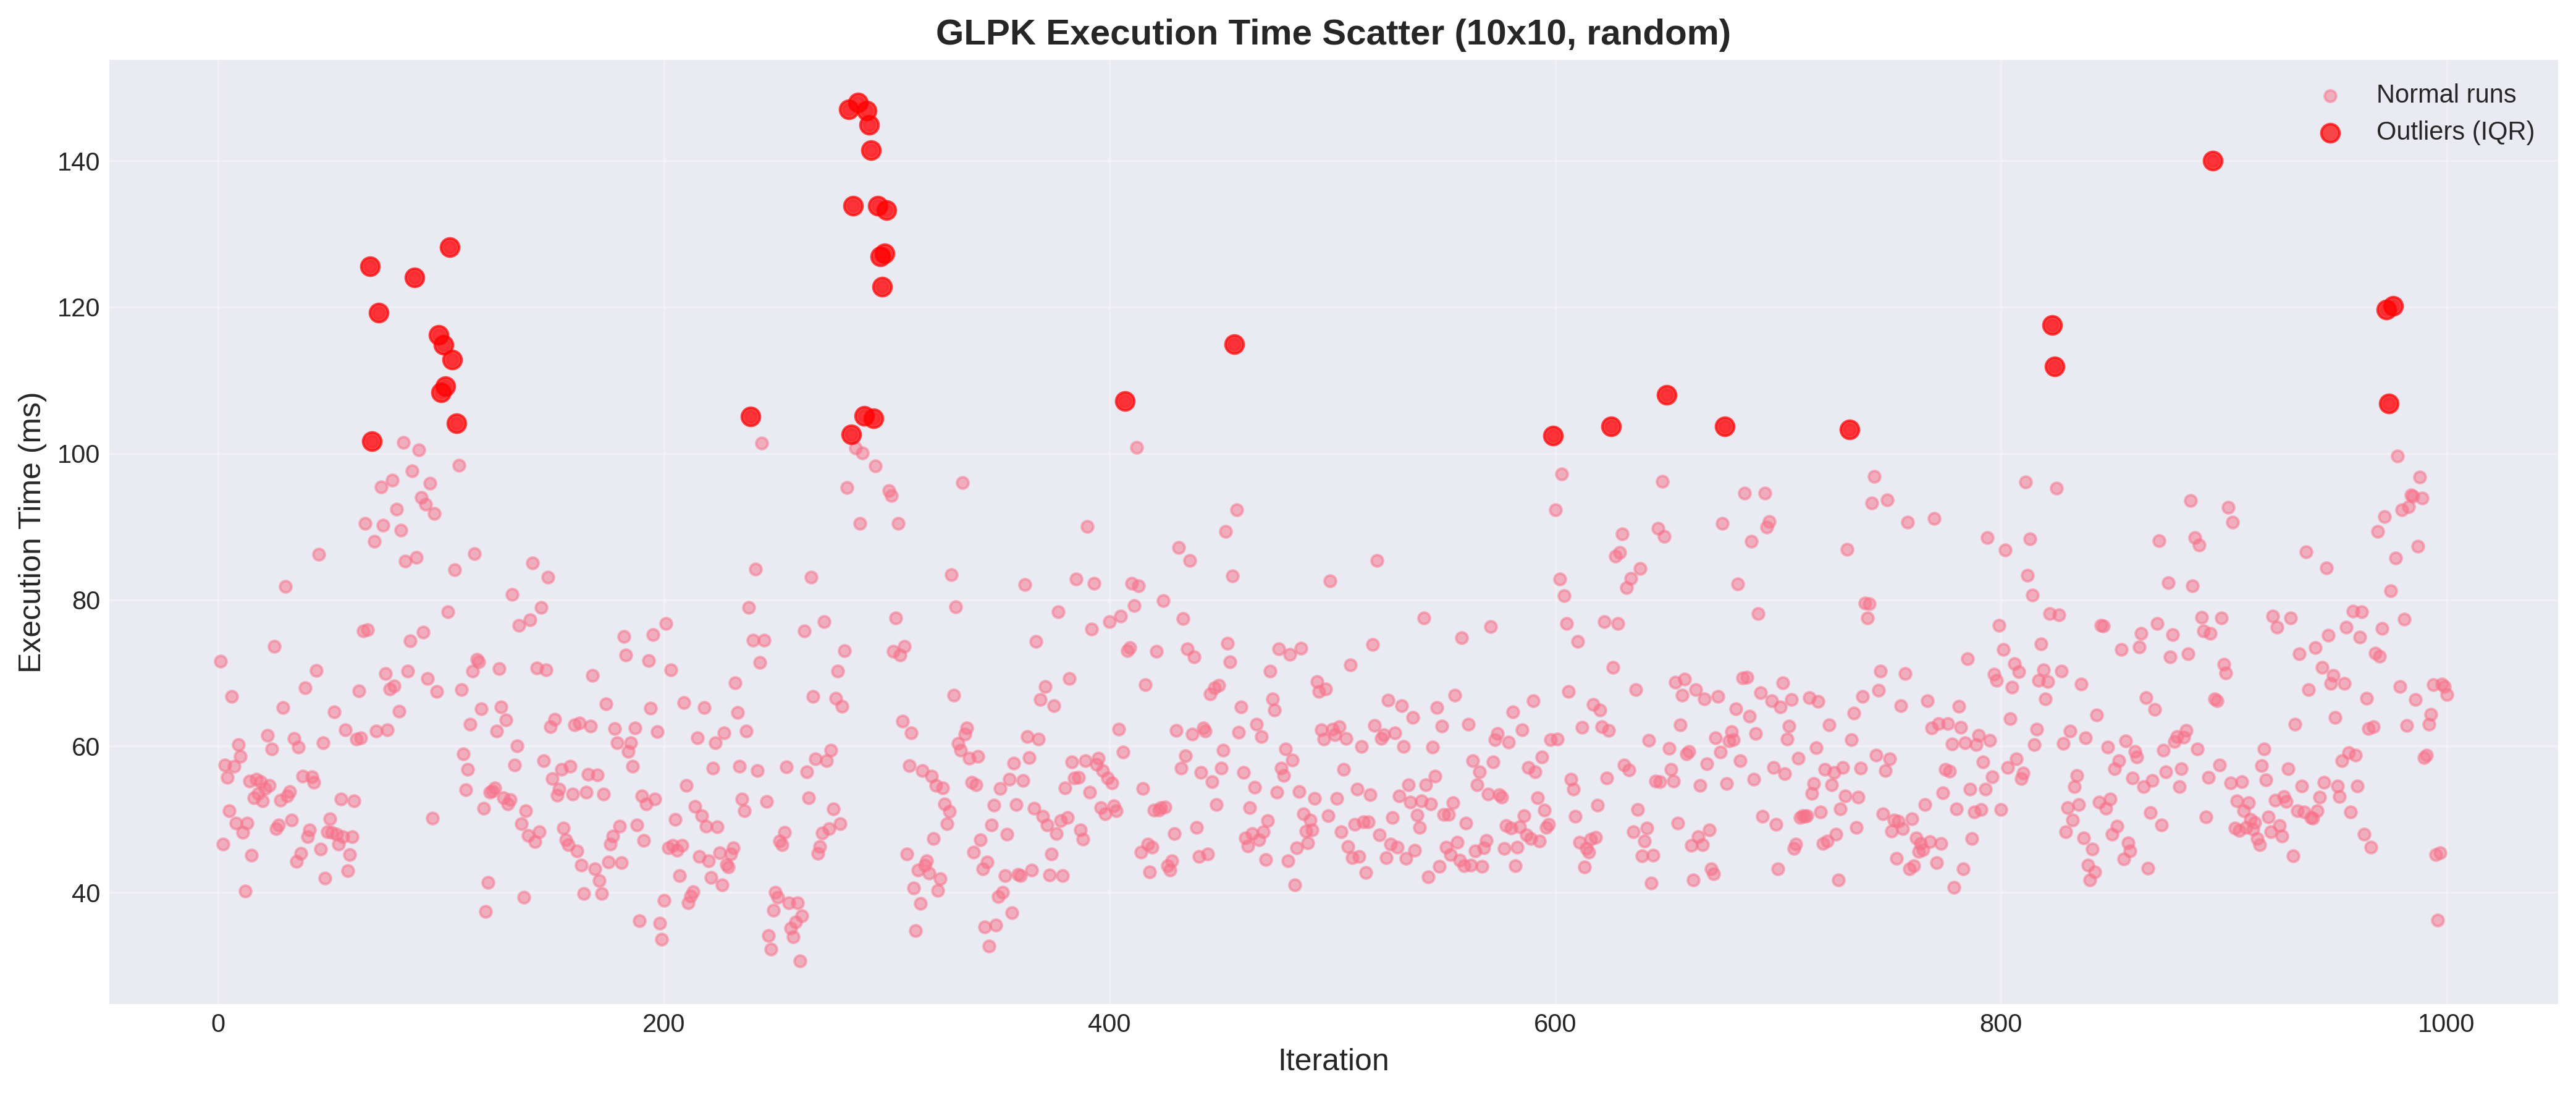 GLPK Execution Time Scatter (10x10, random)
Normal runs
Outliers (IQR)
Execution Time (ms)
140
120
100
80
60
40
0
200
400
600
800
1000
Iteration